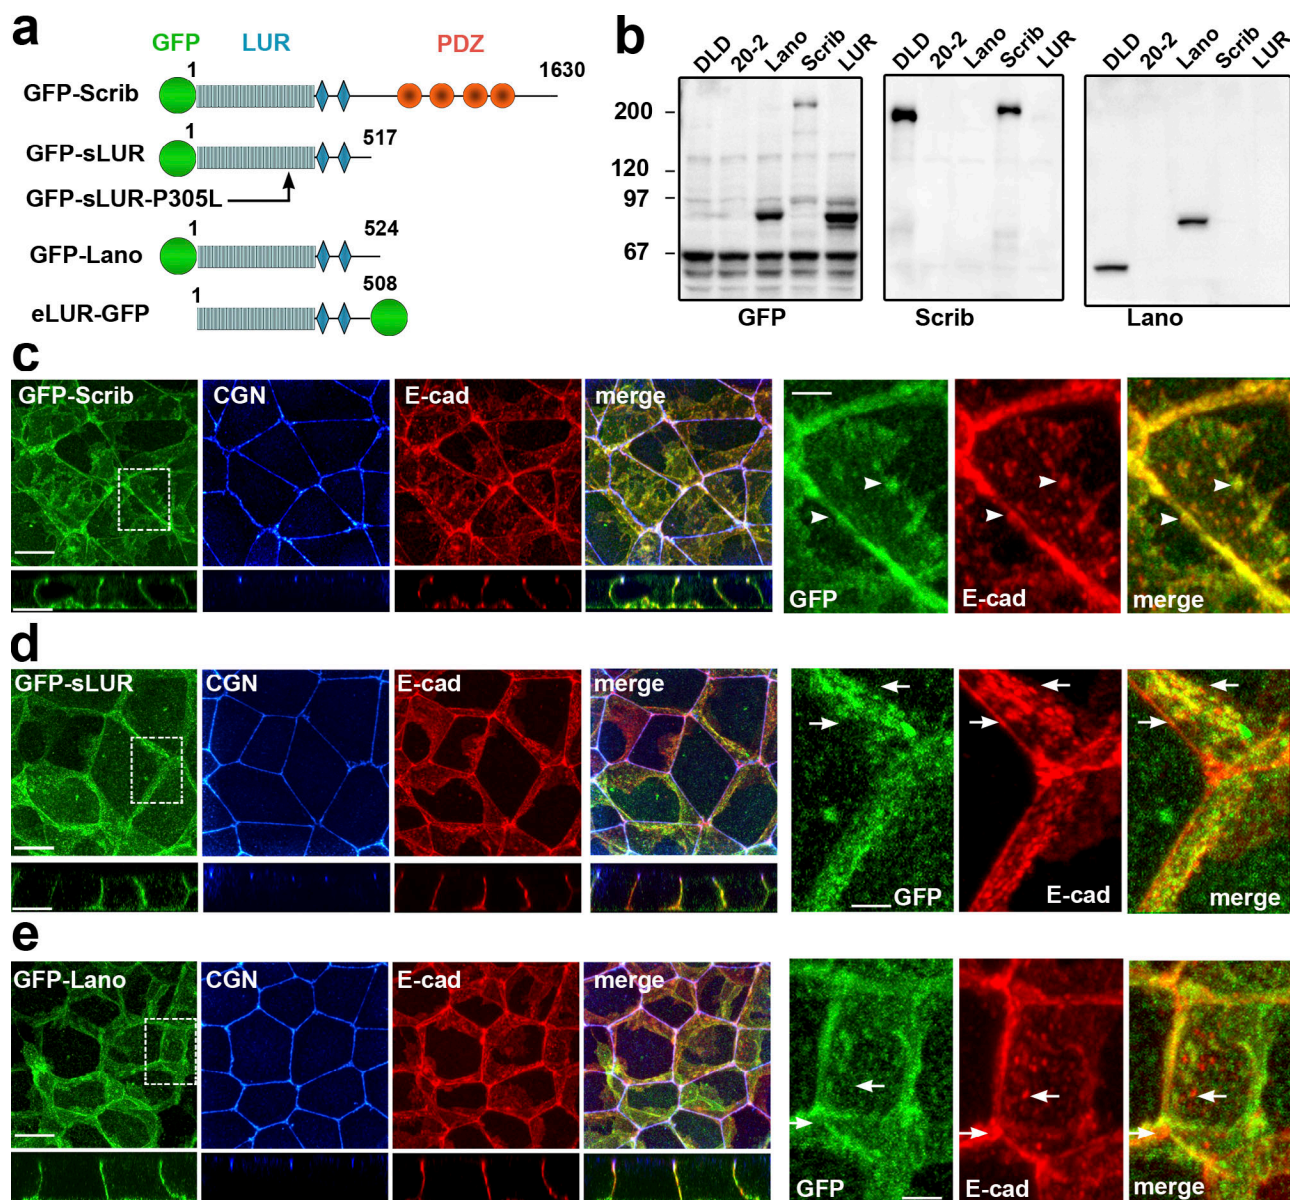 a
GFP LUR PDZ
1 1630
GFP-Scrib
1 517
GFP-sLUR
GFP-sLUR-P305L
1 524
GFP-Lano
1 508
eLUR-GFP
b
DLD 20-2 Lano Scrib LUR DLD 20-2 Lano Scrib LUR DLD 20-2 Lano Scrib LUR
200
120
97
67
GFP Scrib Lano
c
GFP-Scrib CGN E-cad merge
GFP E-cad merge
d
GFP-sLUR CGN E-cad merge
GFP E-cad merge
e
GFP-Lano CGN E-cad merge
GFP E-cad merge